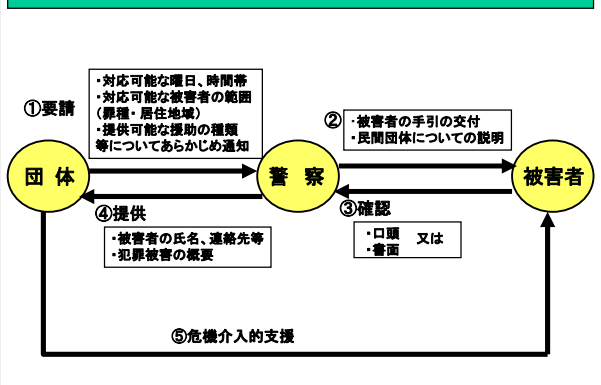 ①要請
・対応可能な曜日、時間帯
・対応可能な被害者の範囲
（罪種・居住地域）
・提供可能な援助の種類
等についてあらかじめ通知
②
・被害者の手引の交付
・民間団体についての説明
団 体
警 察
被害者
④提供
・被害者の氏名、連絡先等
・犯罪被害の概要
③確認
・口頭 又は
・書面
⑤危機介入的支援